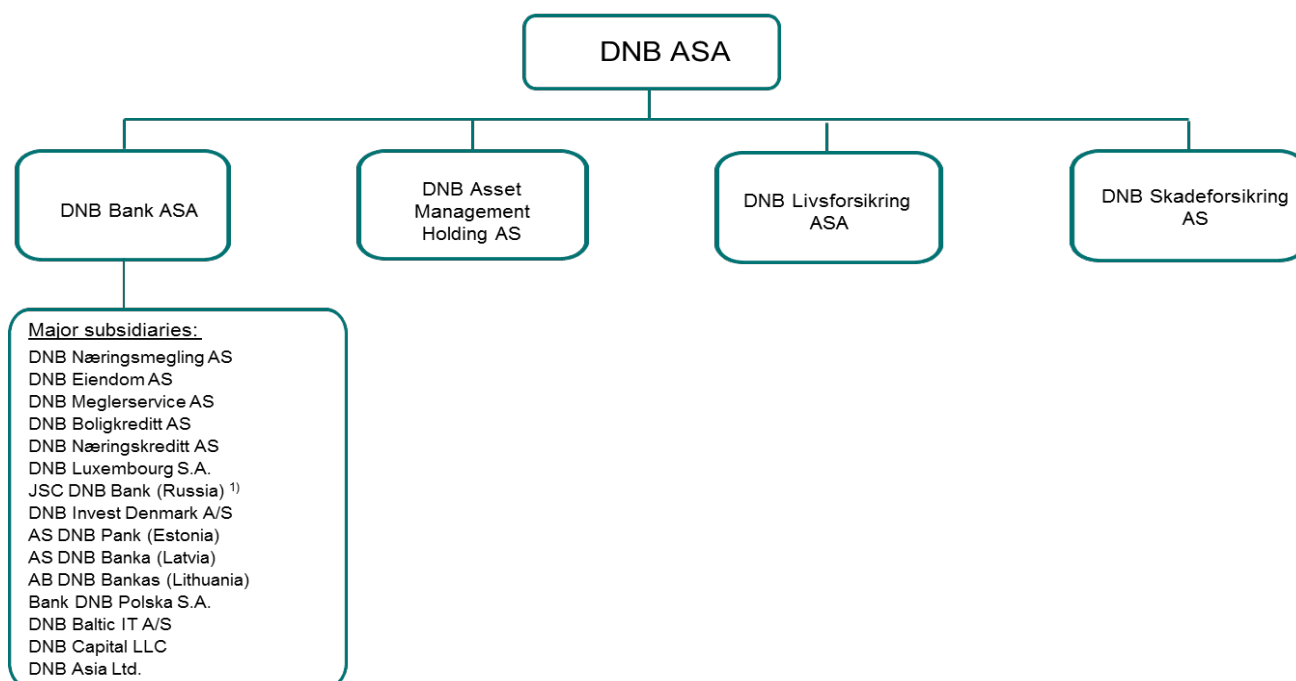 DNB ASA
DNB Bank ASA
DNB Asset
Management
Holding AS
DNB Livsforsikring
ASA
DNB Skadeforsikring
AS
Major subsidiaries:
DNB Næringsmegling AS
DNB Eiendom AS
DNB Meglerservice AS
DNB Boligkreditt AS
DNB Næringskreditt AS
DNB Luxembourg S.A.
JSC DNB Bank (Russia) 1)
DNB Invest Denmark A/S
AS DNB Pank (Estonia)
AS DNB Banka (Latvia)
AB DNB Bankas (Lithuania)
Bank DNB Polska S.A.
DNB Baltic IT A/S
DNB Capital LLC
DNB Asia Ltd.